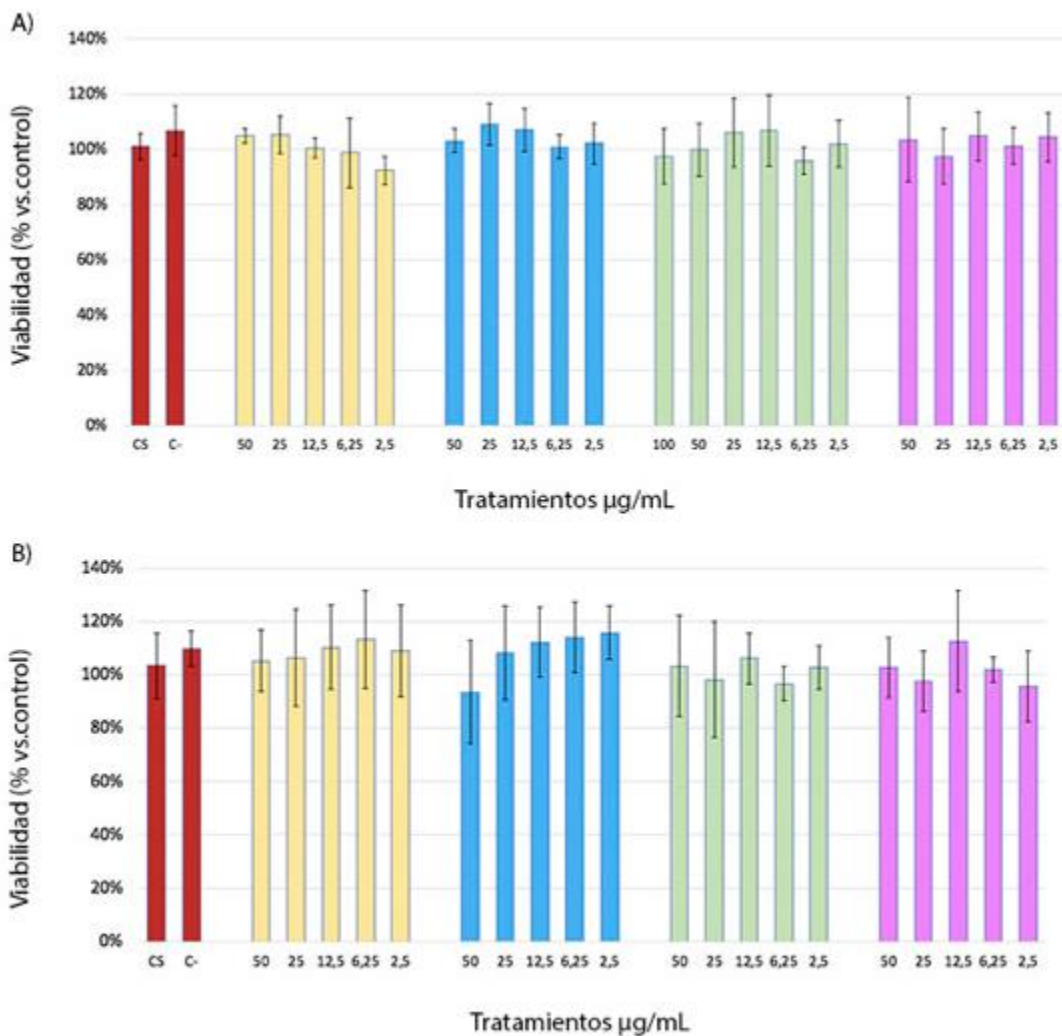 A)
140%
120%
100%
80%
60%
40%
20%
0%
Viabilidad (% vs.control)
CS C- 50 25 12,5 6,25 2,5 50 25 12,5 6,25 2,5 100 50 25 12,5 6,25 2,5 50 25 12,5 6,25 2,5
Tratamientos µg/mL
B)
140%
120%
100%
80%
60%
40%
20%
0%
Viabilidad (% vs.control)
CS C- 50 25 12,5 6,25 2,5 50 25 12,5 6,25 2,5 50 25 12,5 6,25 2,5 50 25 12,5 6,25 2,5
Tratamientos µg/mL